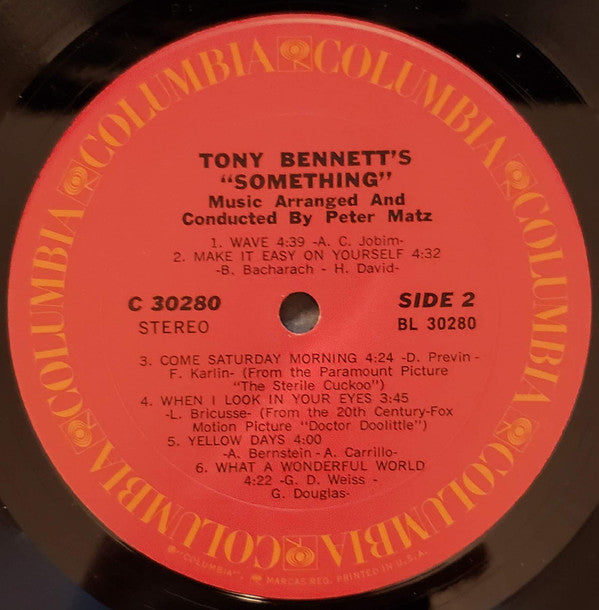 COLUMBIA COLUMBIA COLUMBIA COLUMBIA COLUMBIA COLUMBIA
TONY BENNETT'S
"SOMETHING"
Music Arranged And
Conducted By Peter Matz
1. WAVE 4:39 -A. C. Jobim-
2. MAKE IT EASY ON YOURSELF 4:32
-B. Bacharach - H. David-
C 30280
STEREO
SIDE 2
BL 30280
3. COME SATURDAY MORNING 4:24 -D. Previn -
F. Karlin- (From the Paramount Picture
"The Sterile Cuckoo")
4. WHEN I LOOK IN YOUR EYES 3:45
-L. Bricusse- (From the 20th Century-Fox
Motion Picture "Doctor Doolittle")
5. YELLOW DAYS 4:00
-A. Bernstein - A. Carrillo-
6. WHAT A WONDERFUL WORLD
4:22 -G. D. Weiss -
G. Douglas-
® "COLUMBIA", MARCAS REG. PRINTED IN U.S.A.